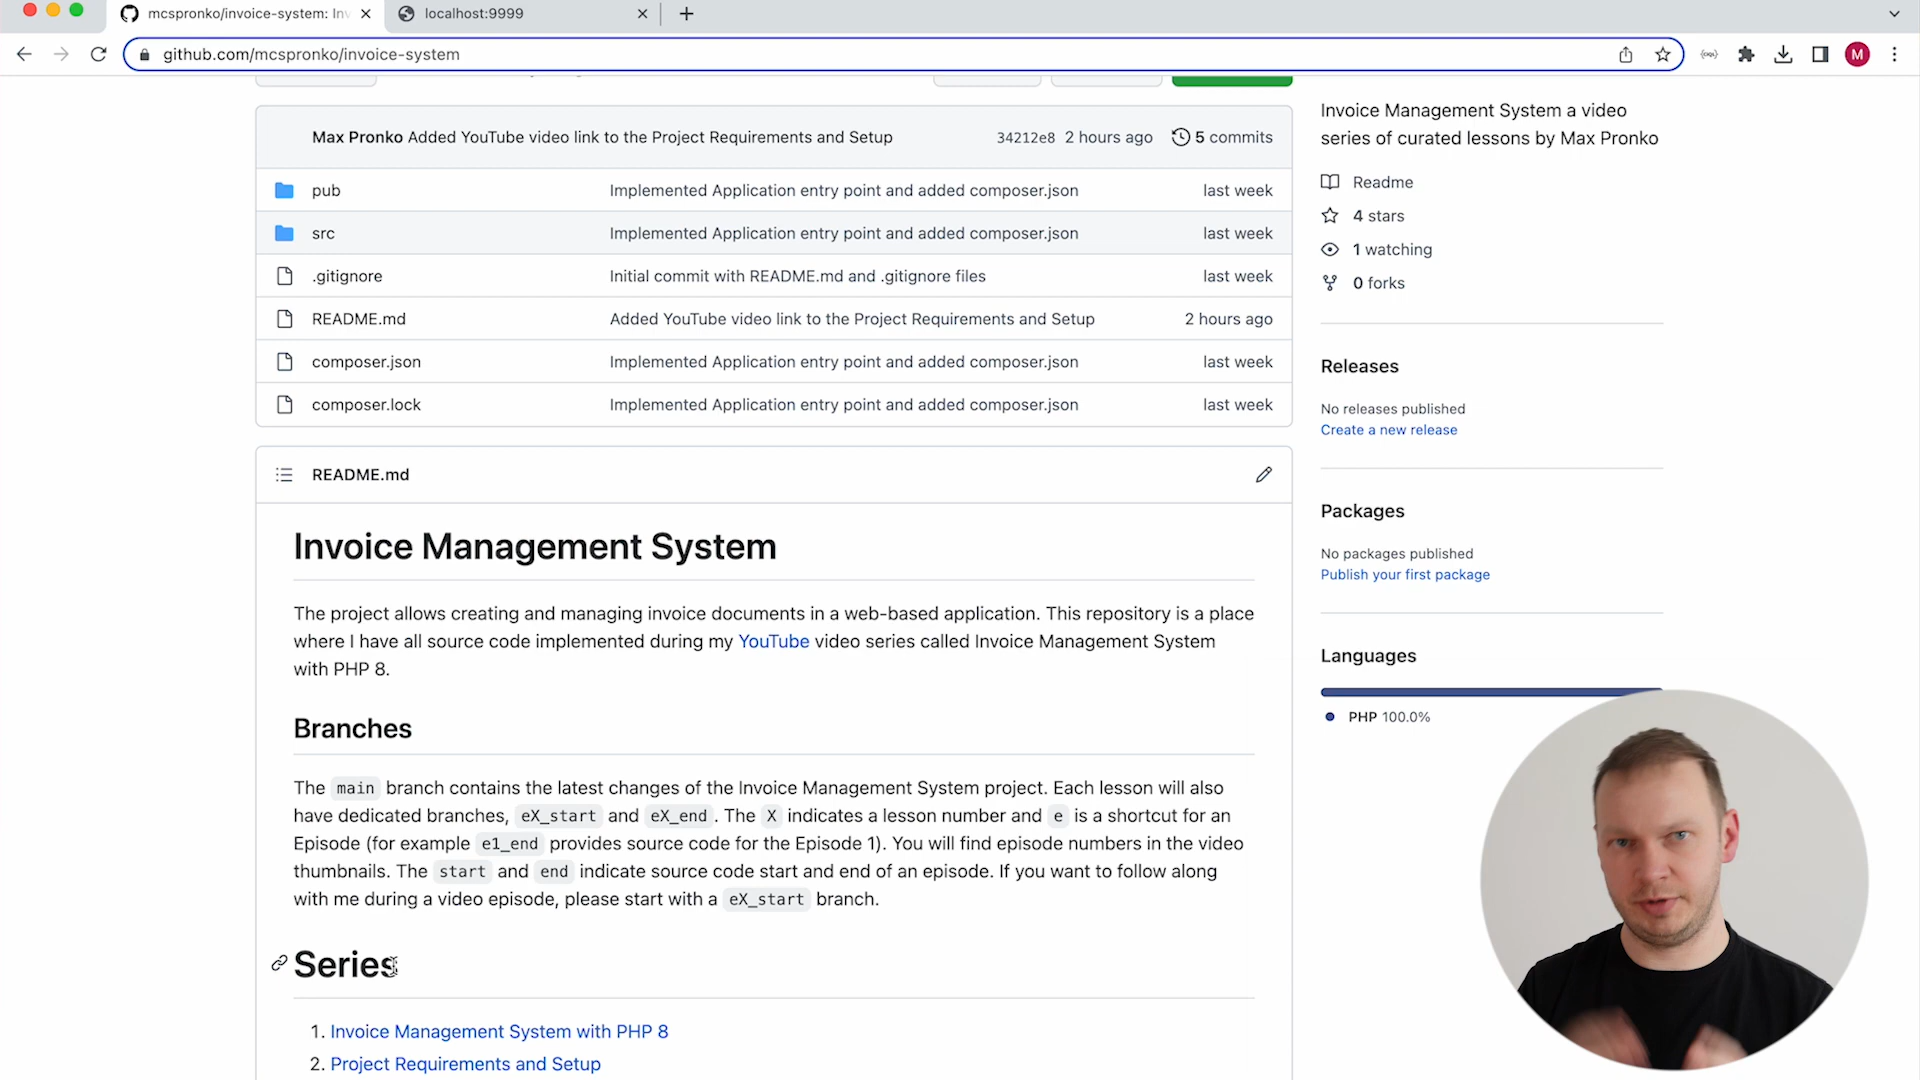 mcspronko/invoice-system: Inv
localhost:9999
github.com/mcspronko/invoice-system
M
Max Pronko Added YouTube video link to the Project Requirements and Setup 34212e8 2 hours ago 5 commits
pub Implemented Application entry point and added composer.json last week
src Implemented Application entry point and added composer.json last week
.gitignore Initial commit with README.md and .gitignore files last week
README.md Added YouTube video link to the Project Requirements and Setup 2 hours ago
composer.json Implemented Application entry point and added composer.json last week
composer.lock Implemented Application entry point and added composer.json last week
README.md
Invoice Management System
The project allows creating and managing invoice documents in a web-based application. This repository is a place
where I have all source code implemented during my YouTube video series called Invoice Management System
with PHP 8.
Branches
The main branch contains the latest changes of the Invoice Management System project. Each lesson will also
have dedicated branches, eX_start and eX_end. The X indicates a lesson number and e is a shortcut for an
Episode (for example e1_end provides source code for the Episode 1). You will find episode numbers in the video
thumbnails. The start and end indicate source code start and end of an episode. If you want to follow along
with me during a video episode, please start with a eX_start branch.
Series
1. Invoice Management System with PHP 8
2. Project Requirements and Setup
Invoice Management System a video
series of curated lessons by Max Pronko
Readme
4 stars
1 watching
0 forks
Releases
No releases published
Create a new release
Packages
No packages published
Publish your first package
Languages
PHP 100.0%